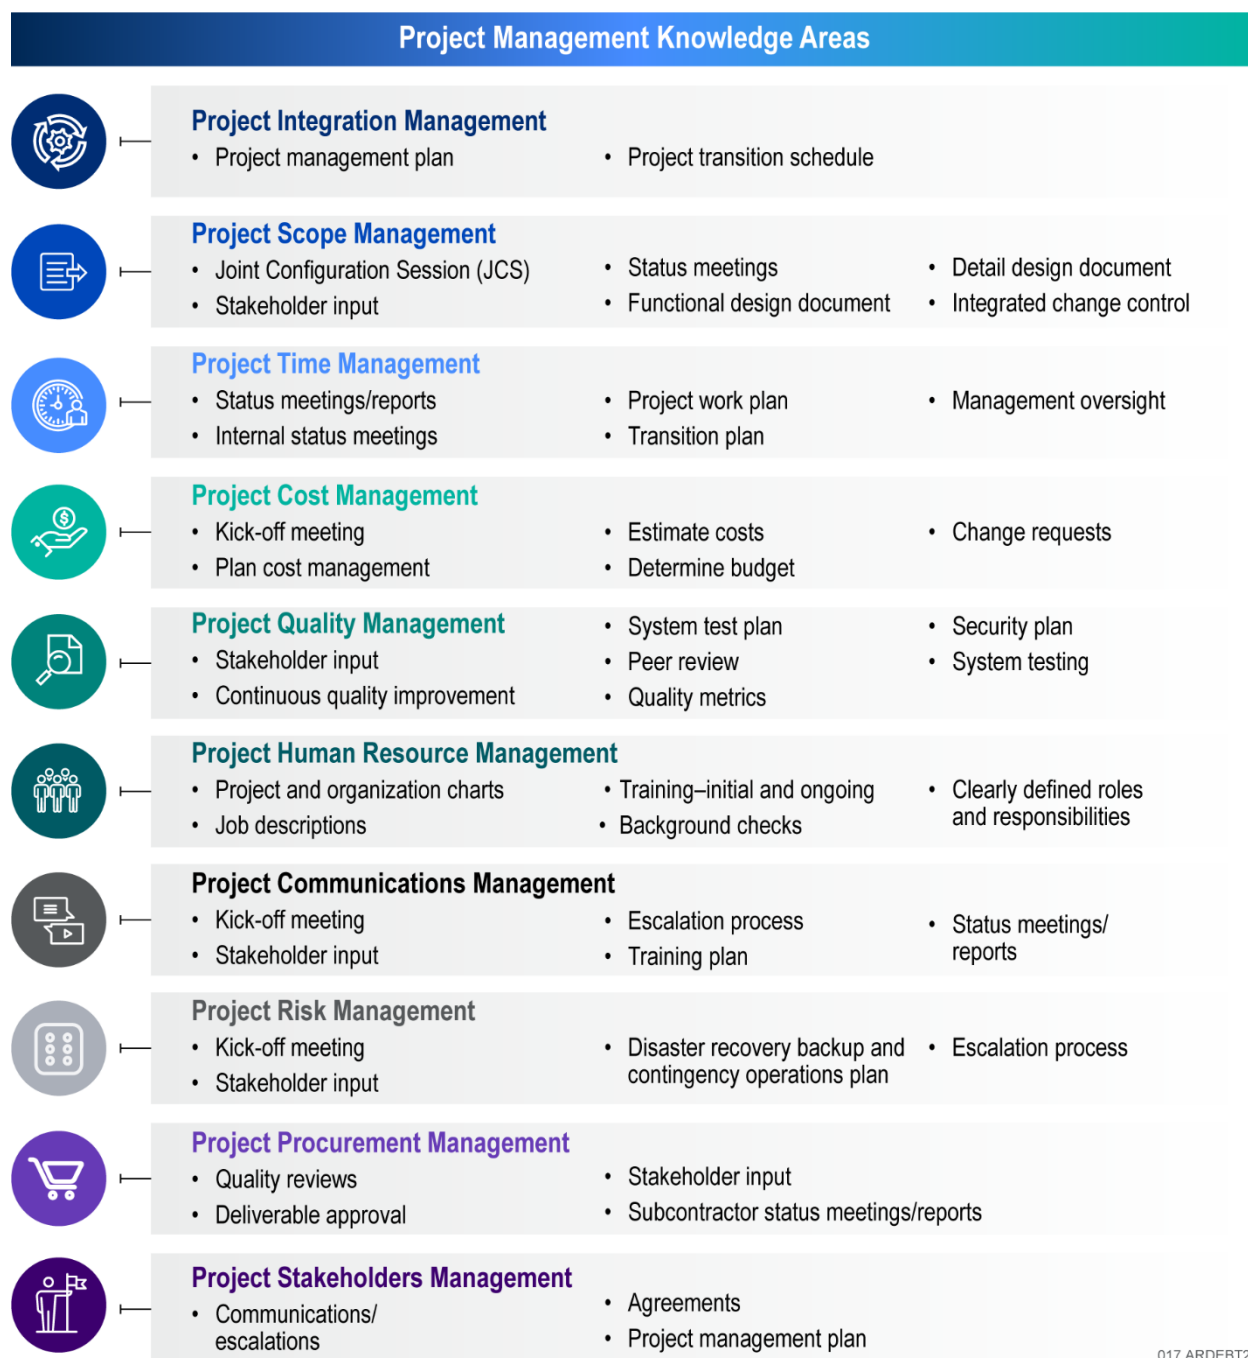 Project Management Knowledge Areas
Project Integration Management
• Project management plan
• Project transition schedule
Project Scope Management
• Joint Configuration Session (JCS)
• Stakeholder input
• Status meetings
• Functional design document
• Detail design document
• Integrated change control
Project Time Management
• Status meetings/reports
• Internal status meetings
• Project work plan
• Transition plan
• Management oversight
Project Cost Management
• Kick-off meeting
• Plan cost management
• Estimate costs
• Determine budget
• Change requests
Project Quality Management
• Stakeholder input
• Continuous quality improvement
• System test plan
• Peer review
• Quality metrics
• Security plan
• System testing
Project Human Resource Management
• Project and organization charts
• Job descriptions
• Training–initial and ongoing
• Background checks
• Clearly defined roles
and responsibilities
Project Communications Management
• Kick-off meeting
• Stakeholder input
• Escalation process
• Training plan
• Status meetings/
reports
Project Risk Management
• Kick-off meeting
• Stakeholder input
• Disaster recovery backup and
contingency operations plan
• Escalation process
Project Procurement Management
• Quality reviews
• Deliverable approval
• Stakeholder input
• Subcontractor status meetings/reports
Project Stakeholders Management
• Communications/
escalations
• Agreements
• Project management plan
017 ARDEBT2